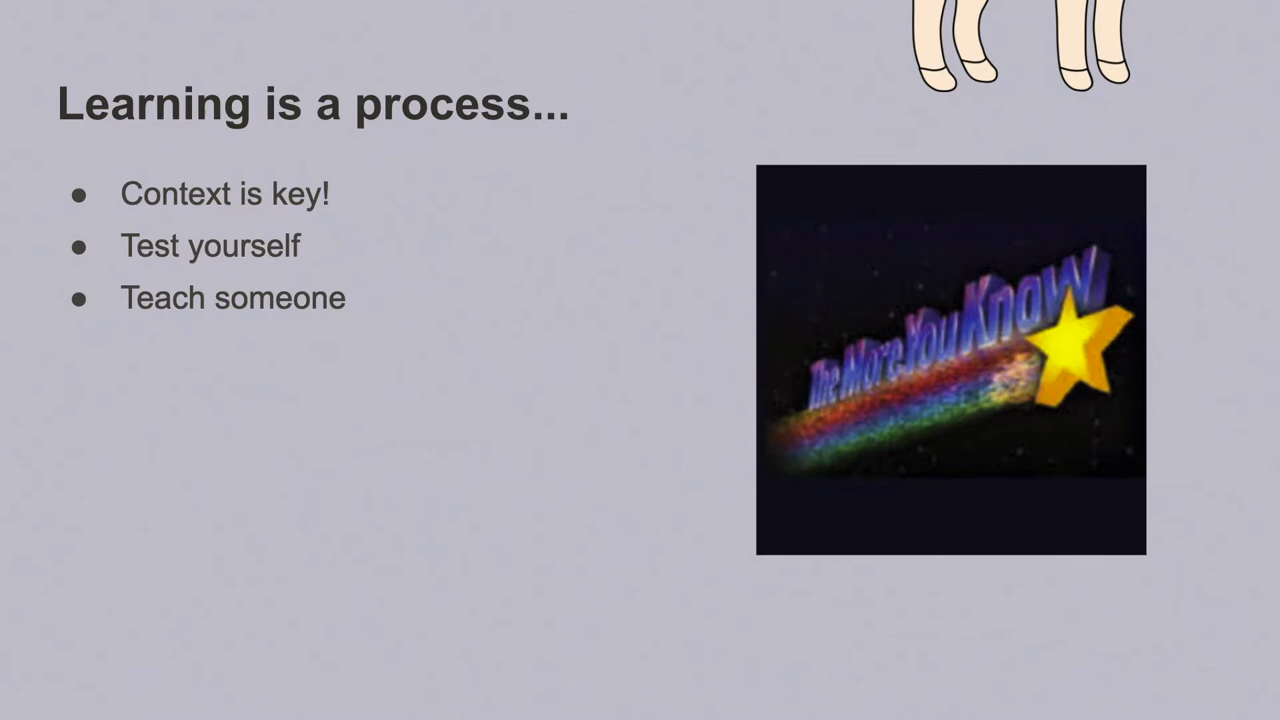 Learning is a process...
● Context is key!
● Test yourself
● Teach someone
The More You Know